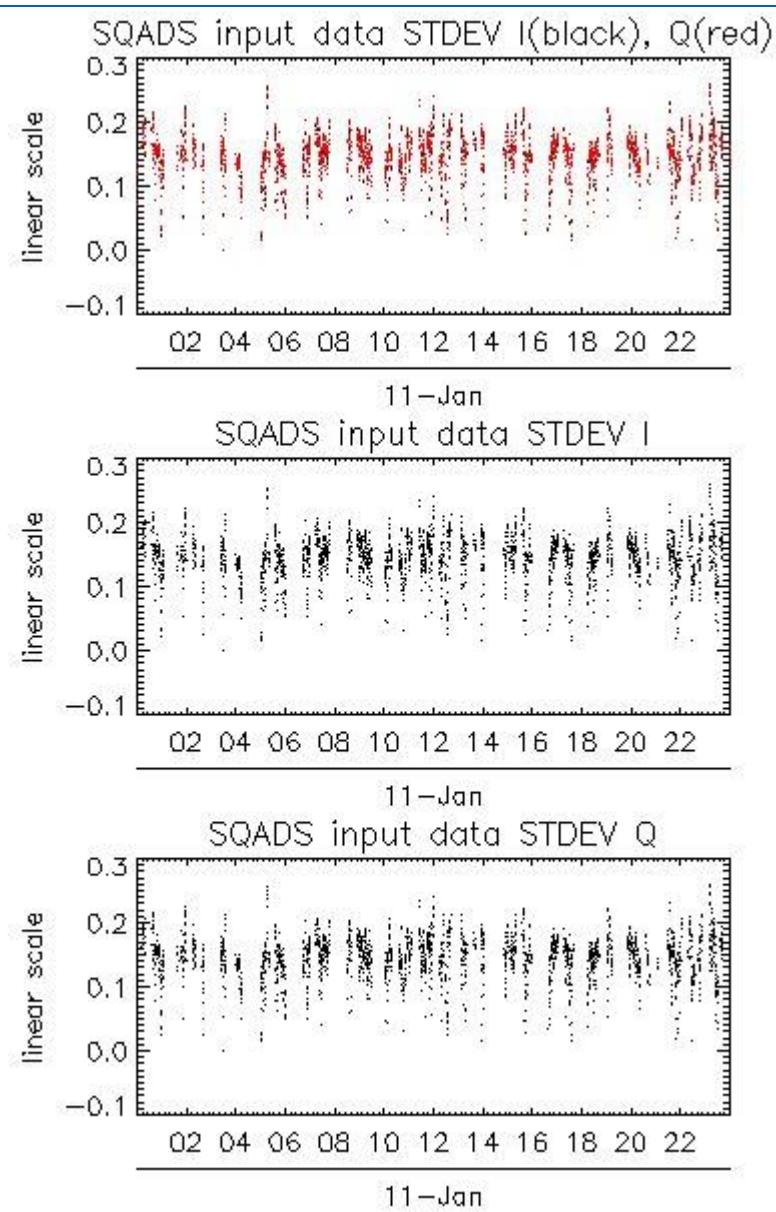 SQADS input data STDEV I(black), Q(red)
0.3
0.2
0.1
0.0
-0.1
linear scale
02 04 06 08 10 12 14 16 18 20 22
11-Jan
SQADS input data STDEV I
0.3
0.2
0.1
0.0
-0.1
linear scale
02 04 06 08 10 12 14 16 18 20 22
11-Jan
SQADS input data STDEV Q
0.3
0.2
0.1
0.0
-0.1
linear scale
02 04 06 08 10 12 14 16 18 20 22
11-Jan